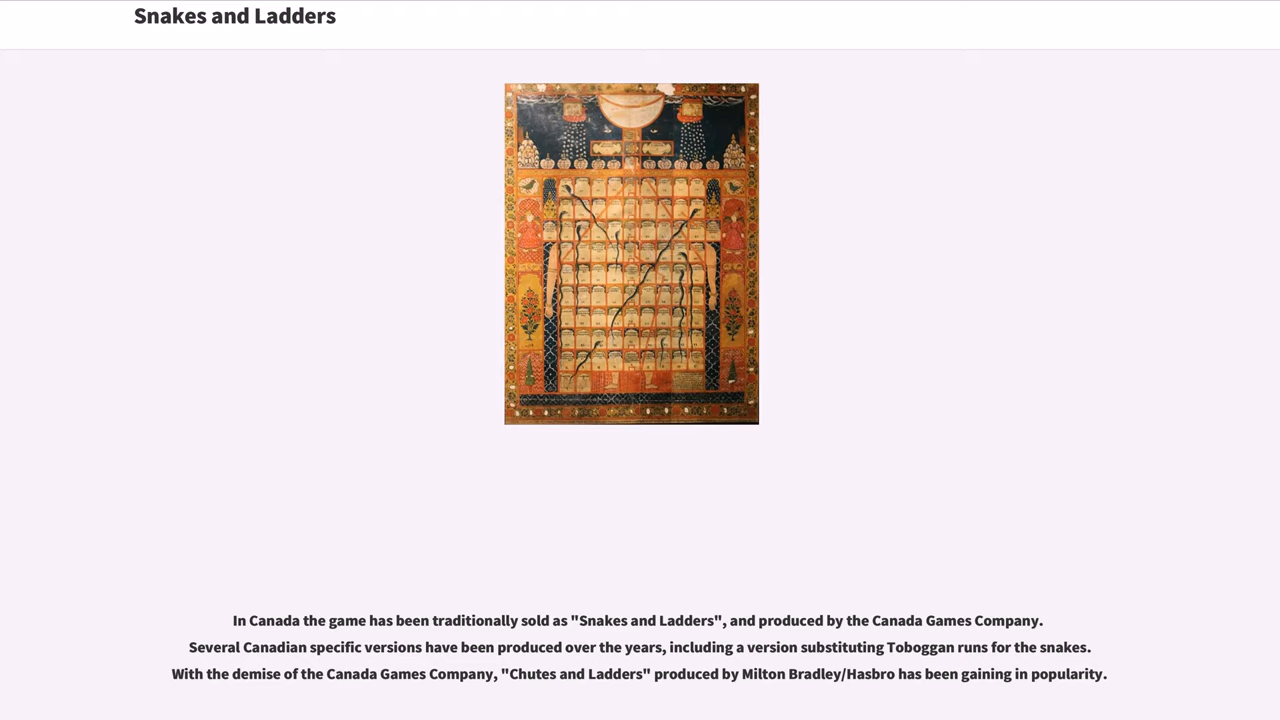 Snakes and Ladders
In Canada the game has been traditionally sold as "Snakes and Ladders", and produced by the Canada Games Company.
Several Canadian specific versions have been produced over the years, including a version substituting Toboggan runs for the snakes.
With the demise of the Canada Games Company, "Chutes and Ladders" produced by Milton Bradley/Hasbro has been gaining in popularity.